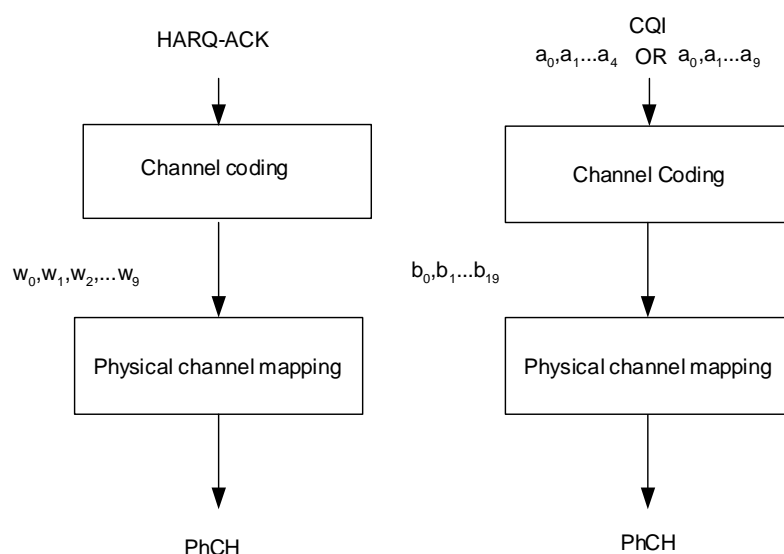 HARQ-ACK
Channel coding
w₀,w₁,w₂,...w₉
Physical channel mapping
PhCH
CQI
a₀,a₁...a₄ OR a₀,a₁...a₉
Channel Coding
b₀,b₁...b₁₉
Physical channel mapping
PhCH